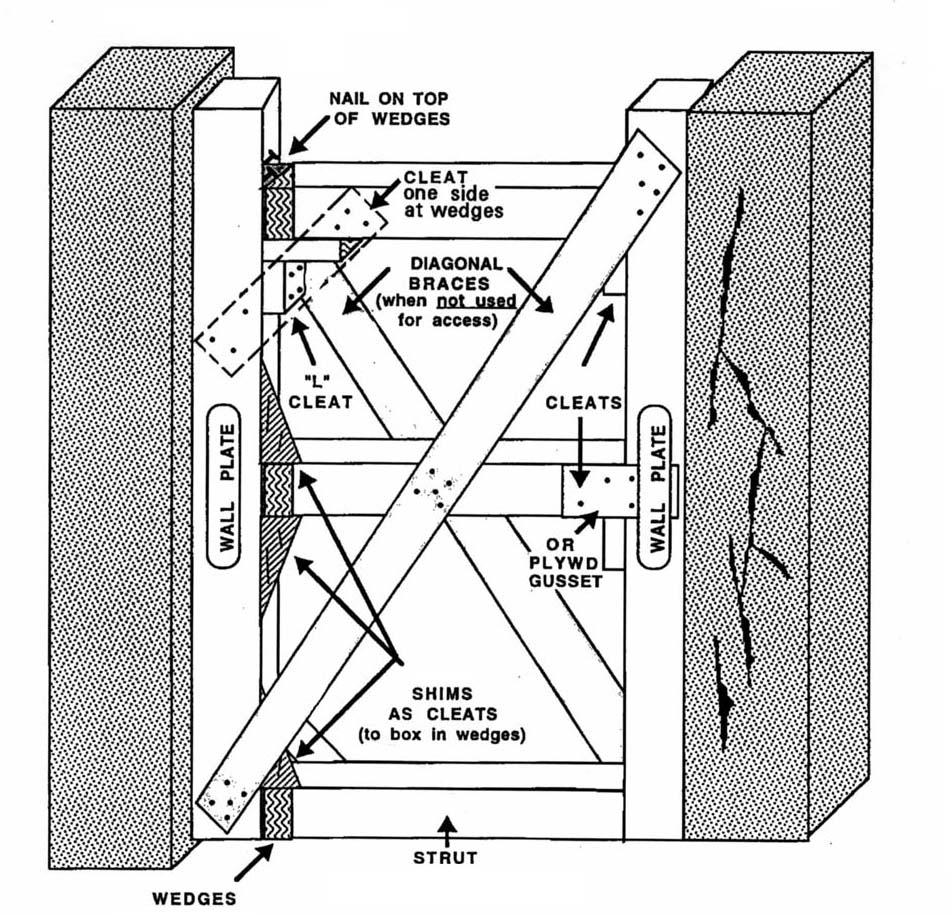 NAIL ON TOP
OF WEDGES
CLEAT
one side
at wedges
DIAGONAL
BRACES
(when not used
for access)
"L"
CLEAT
CLEATS
WALL PLATE
WALL PLATE
OR
PLYWD
GUSSET
SHIMS
AS CLEATS
(to box in wedges)
STRUT
WEDGES